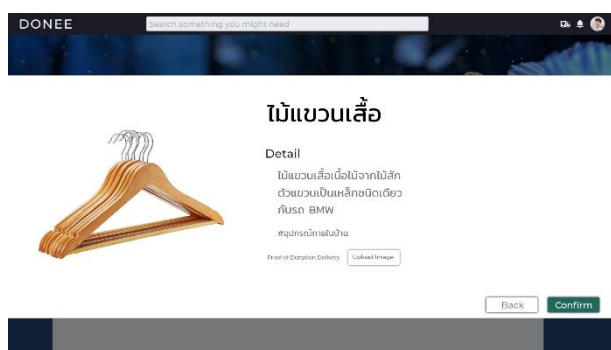 DONEE
Search something you might need
ไม้แขวนเสื้อ
Detail
ไม้แขวนเสื้อเนื้อไม้จากไม้สัก
ตัวแขวนเป็นเหล็กชนิดเดียว
กับรถ BMW
#อุปกรณ์ภายในบ้าน
Proof of Donation Delivery
Upload Image
Back
Confirm